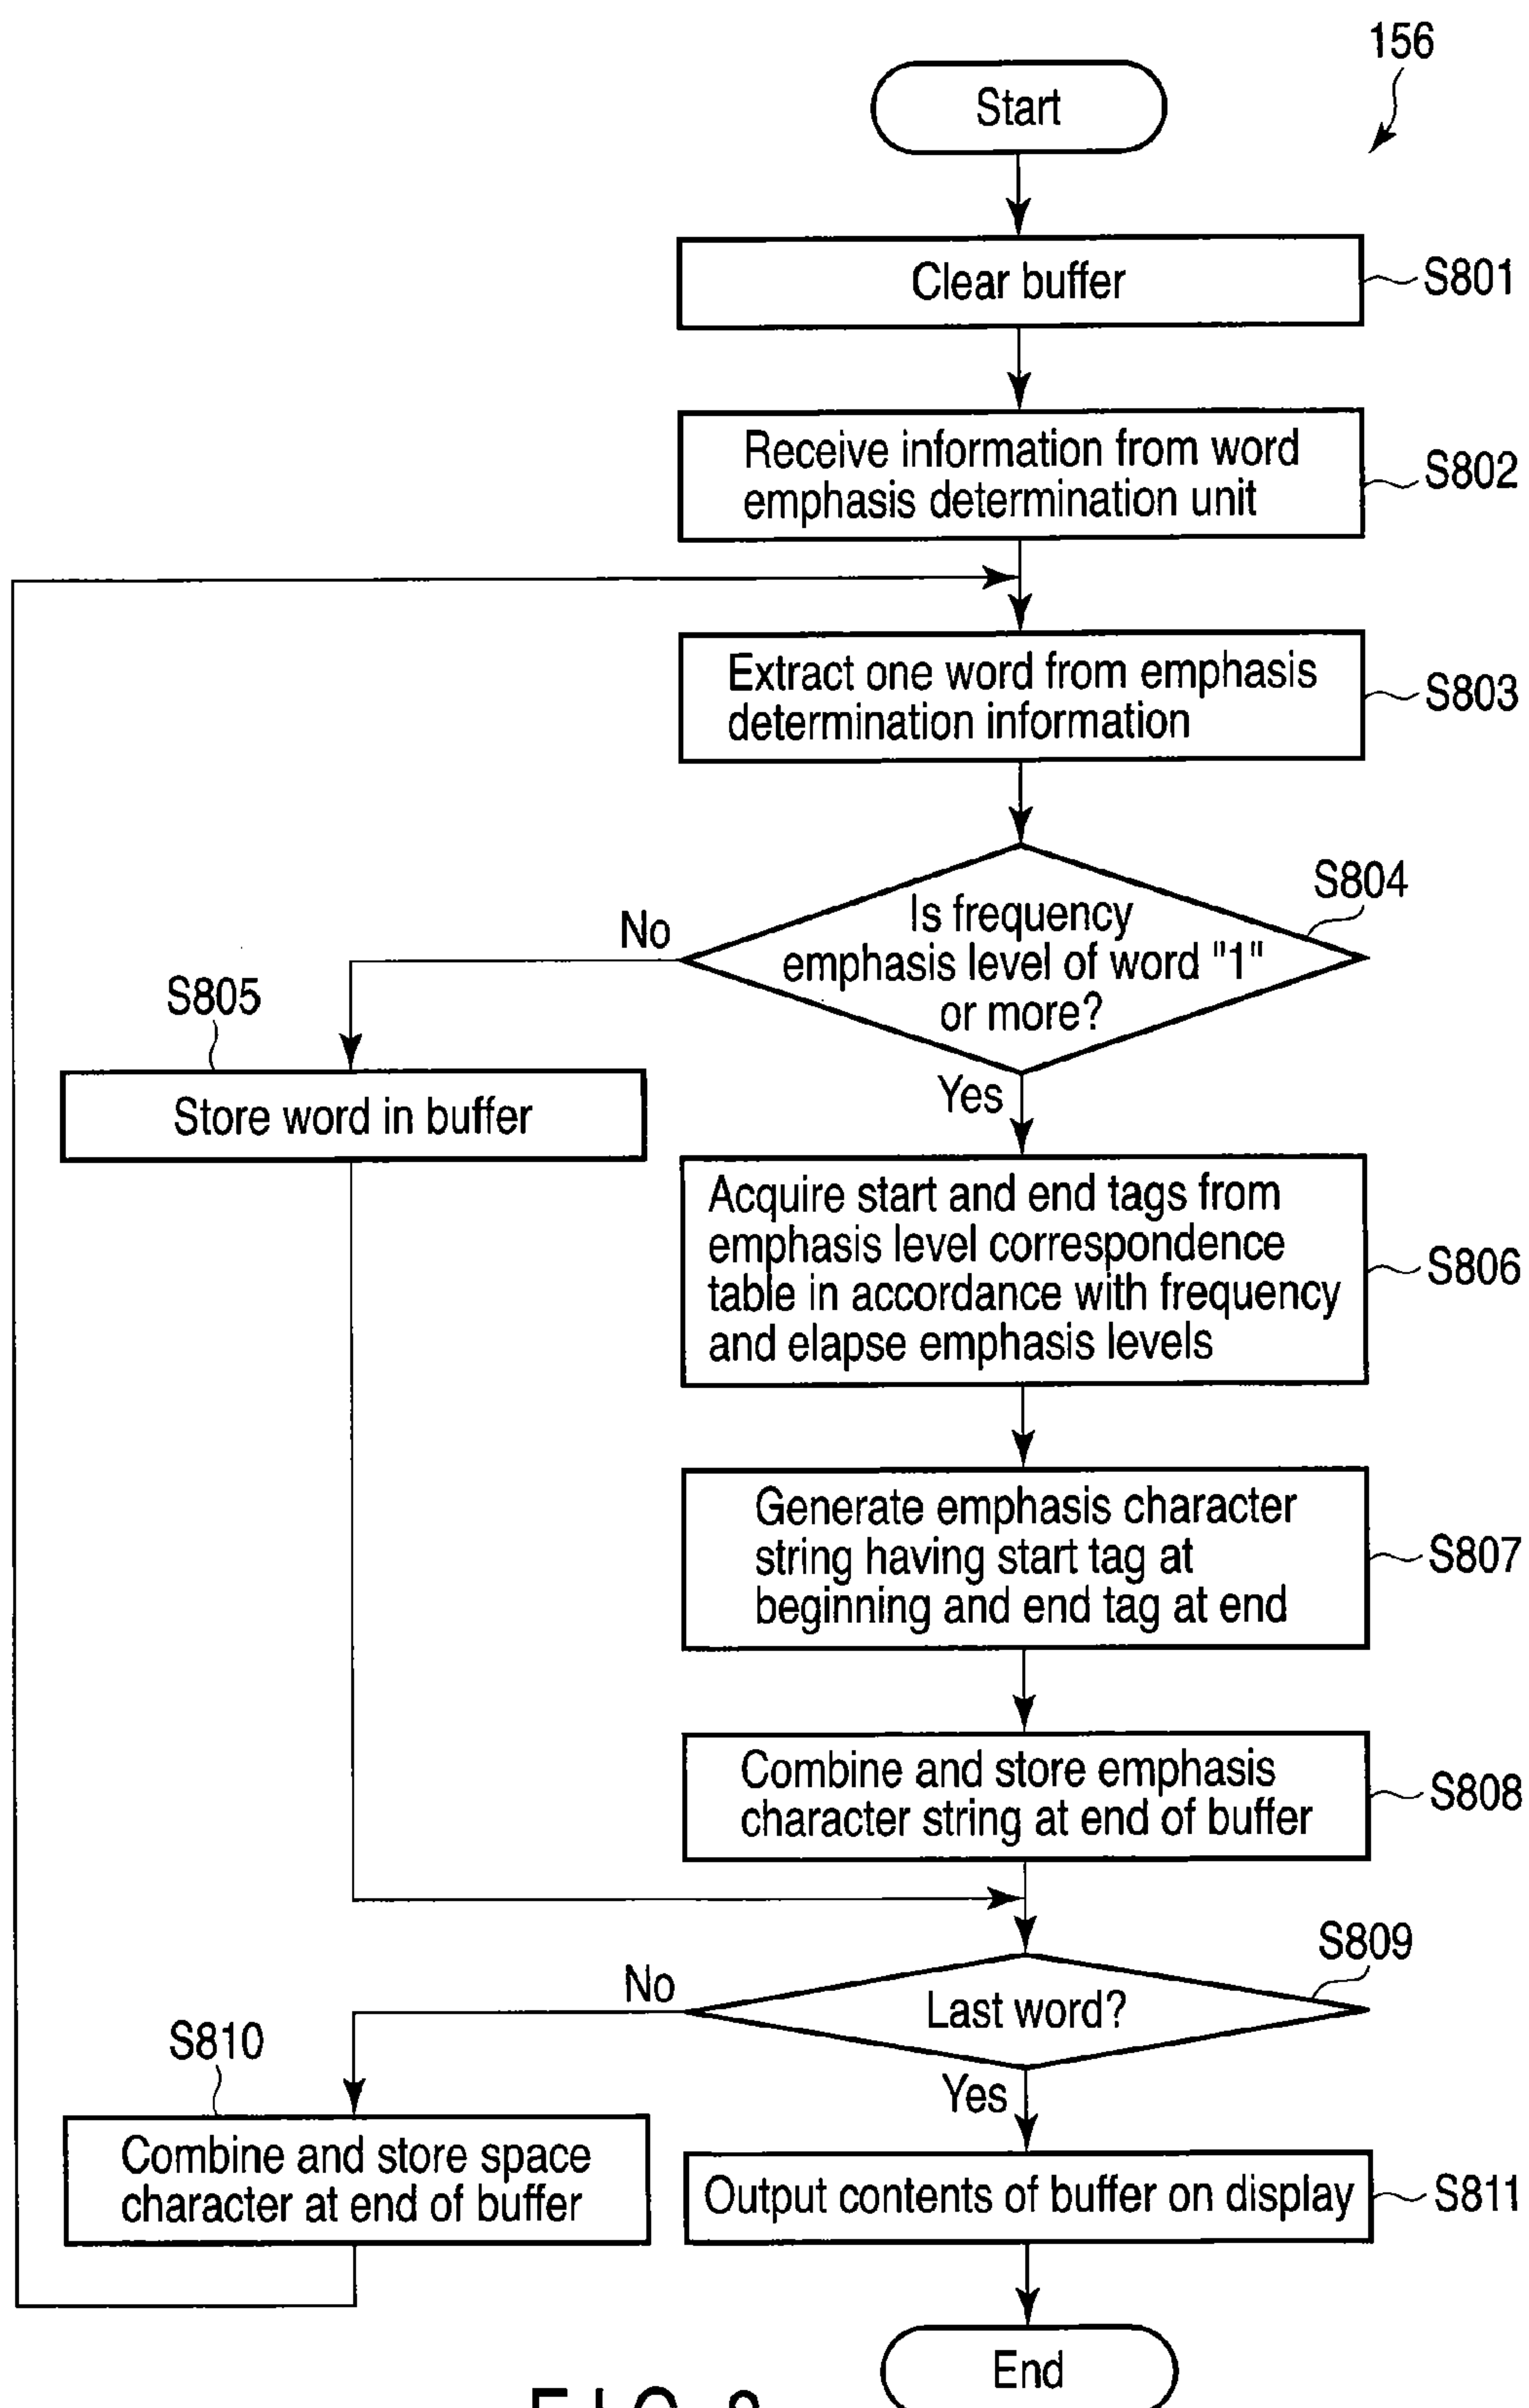 156
Start
Clear buffer
S801
Receive information from word
emphasis determination unit
S802
Extract one word from emphasis
determination information
S803
S804
Is frequency
emphasis level of word "1"
or more?
No
Yes
S805
Store word in buffer
Acquire start and end tags from
emphasis level correspondence
table in accordance with frequency
and elapse emphasis levels
S806
Generate emphasis character
string having start tag at
beginning and end tag at end
S807
Combine and store emphasis
character string at end of buffer
S808
S809
Last word?
No
Yes
S810
Combine and store space
character at end of buffer
Output contents of buffer on display
S811
End